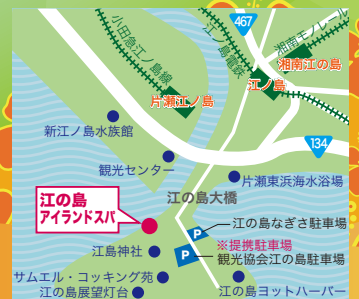 467
小田急江ノ島線
江ノ島電鉄
湘南モノレール
湘南江の島
江ノ島
片瀬江ノ島
新江ノ島水族館
134
観光センター
片瀬東浜海水浴場
江の島大橋
江の島
アイランドスパ
P
江の島なぎさ駐車場
※提携駐車場
P
観光協会江の島駐車場
江島神社
サムエル・コッキング苑
江の島展望灯台
江の島ヨットハーバー